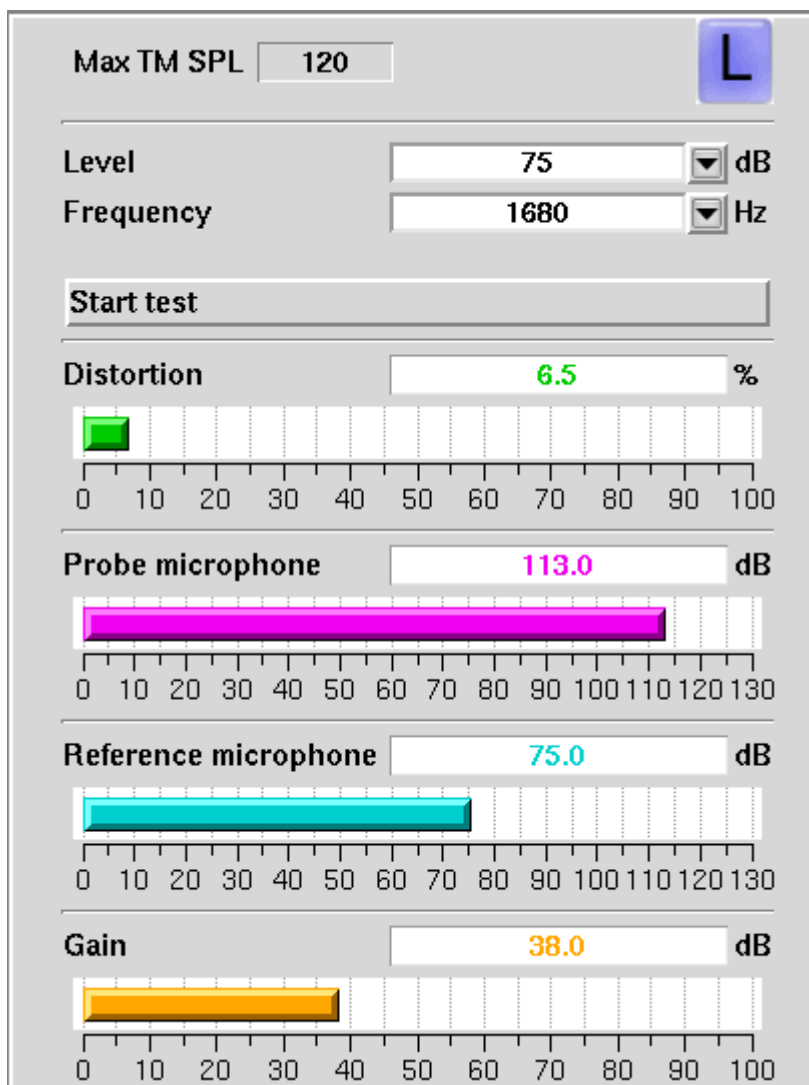 Max TM SPL 120 L
Level 75 dB
Frequency 1680 Hz
Start test
Distortion 6.5 %
0 10 20 30 40 50 60 70 80 90 100
Probe microphone 113.0 dB
0 10 20 30 40 50 60 70 80 90 100 110 120 130
Reference microphone 75.0 dB
0 10 20 30 40 50 60 70 80 90 100 110 120 130
Gain 38.0 dB
0 10 20 30 40 50 60 70 80 90 100